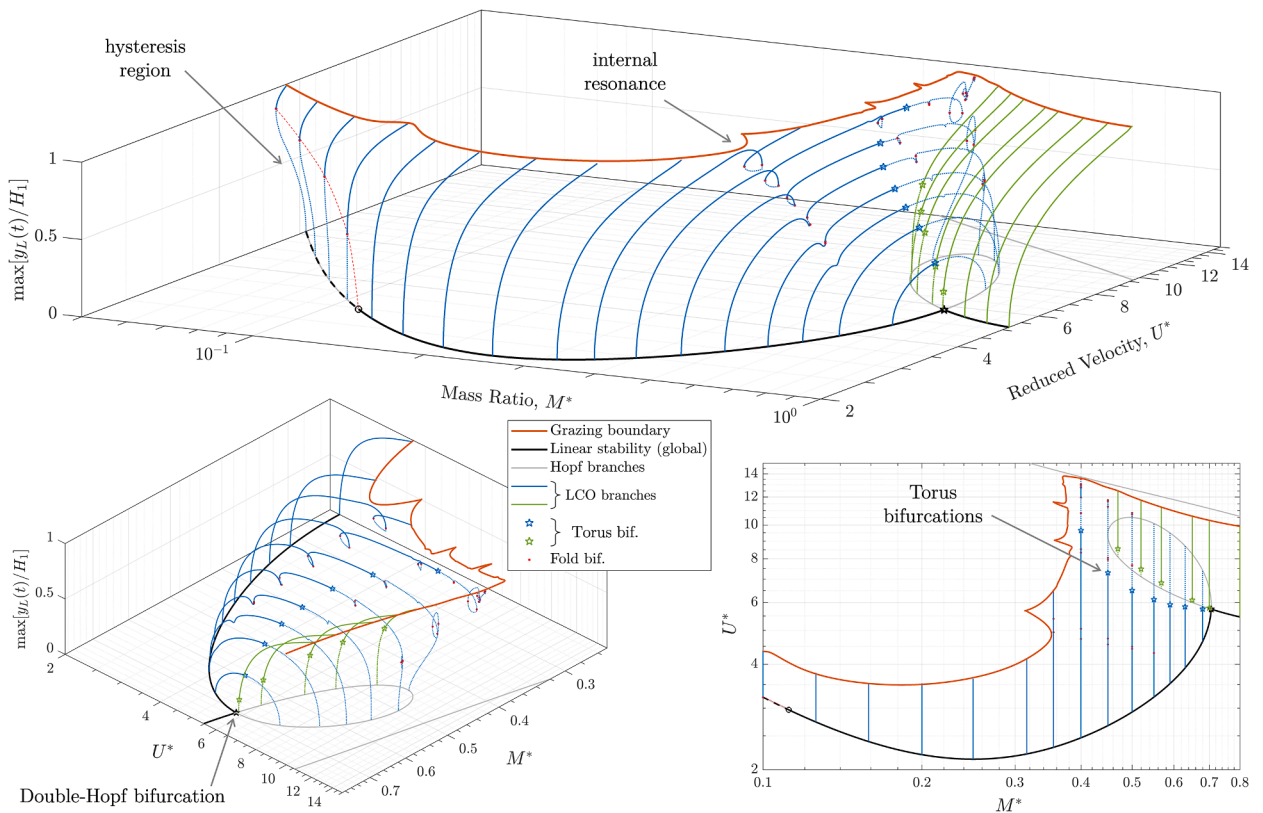 hysteresis
region
internal
resonance
max[y_L(t)/H_1]
1
0.5
0
10^{-1}
10^0
Mass Ratio, M*
2
4
6
8
10
12
14
Reduced Velocity, U*
Grazing boundary
Linear stability (global)
Hopf branches
LCO branches
Torus bif.
Fold bif.
max[y_L(t)/H_1]
1
0.5
0
2
4
6
8
10
12
14
U*
0.3
0.4
0.5
0.6
0.7
M*
Double-Hopf bifurcation
Torus
bifurcations
14
12
10
8
6
4
2
U*
0.1
0.2
0.3
0.4
0.5
0.6
0.7
0.8
M*